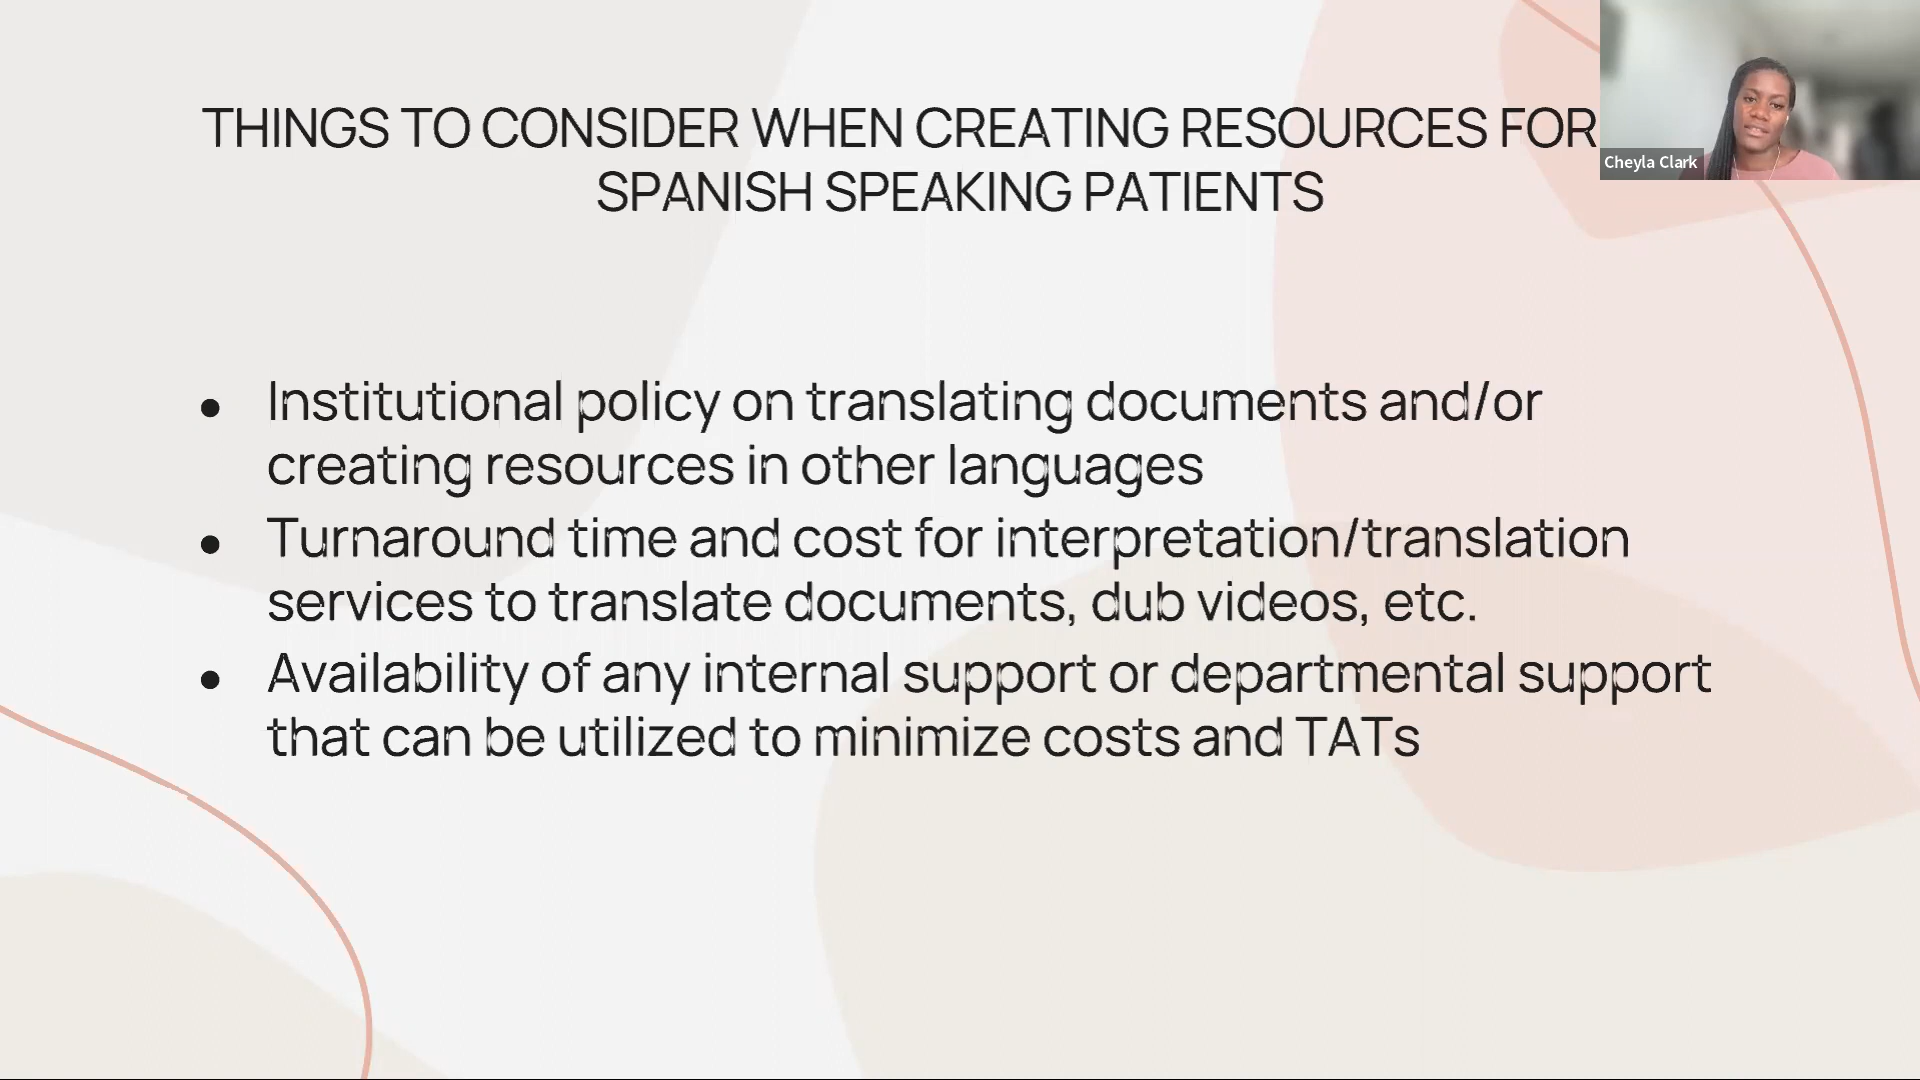 THINGS TO CONSIDER WHEN CREATING RESOURCES FOR
SPANISH SPEAKING PATIENTS
Cheyla Clark
● Institutional policy on translating documents and/or
creating resources in other languages
● Turnaround time and cost for interpretation/translation
services to translate documents, dub videos, etc.
● Availability of any internal support or departmental support
that can be utilized to minimize costs and TATs